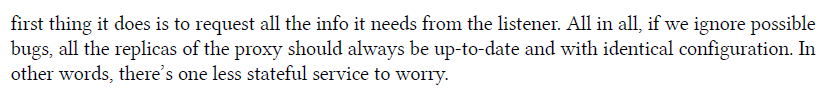 first thing it does is to request all the info it needs from the listener. All in all, if we ignore possible
bugs, all the replicas of the proxy should always be up-to-date and with identical configuration. In
other words, there’s one less stateful service to worry.